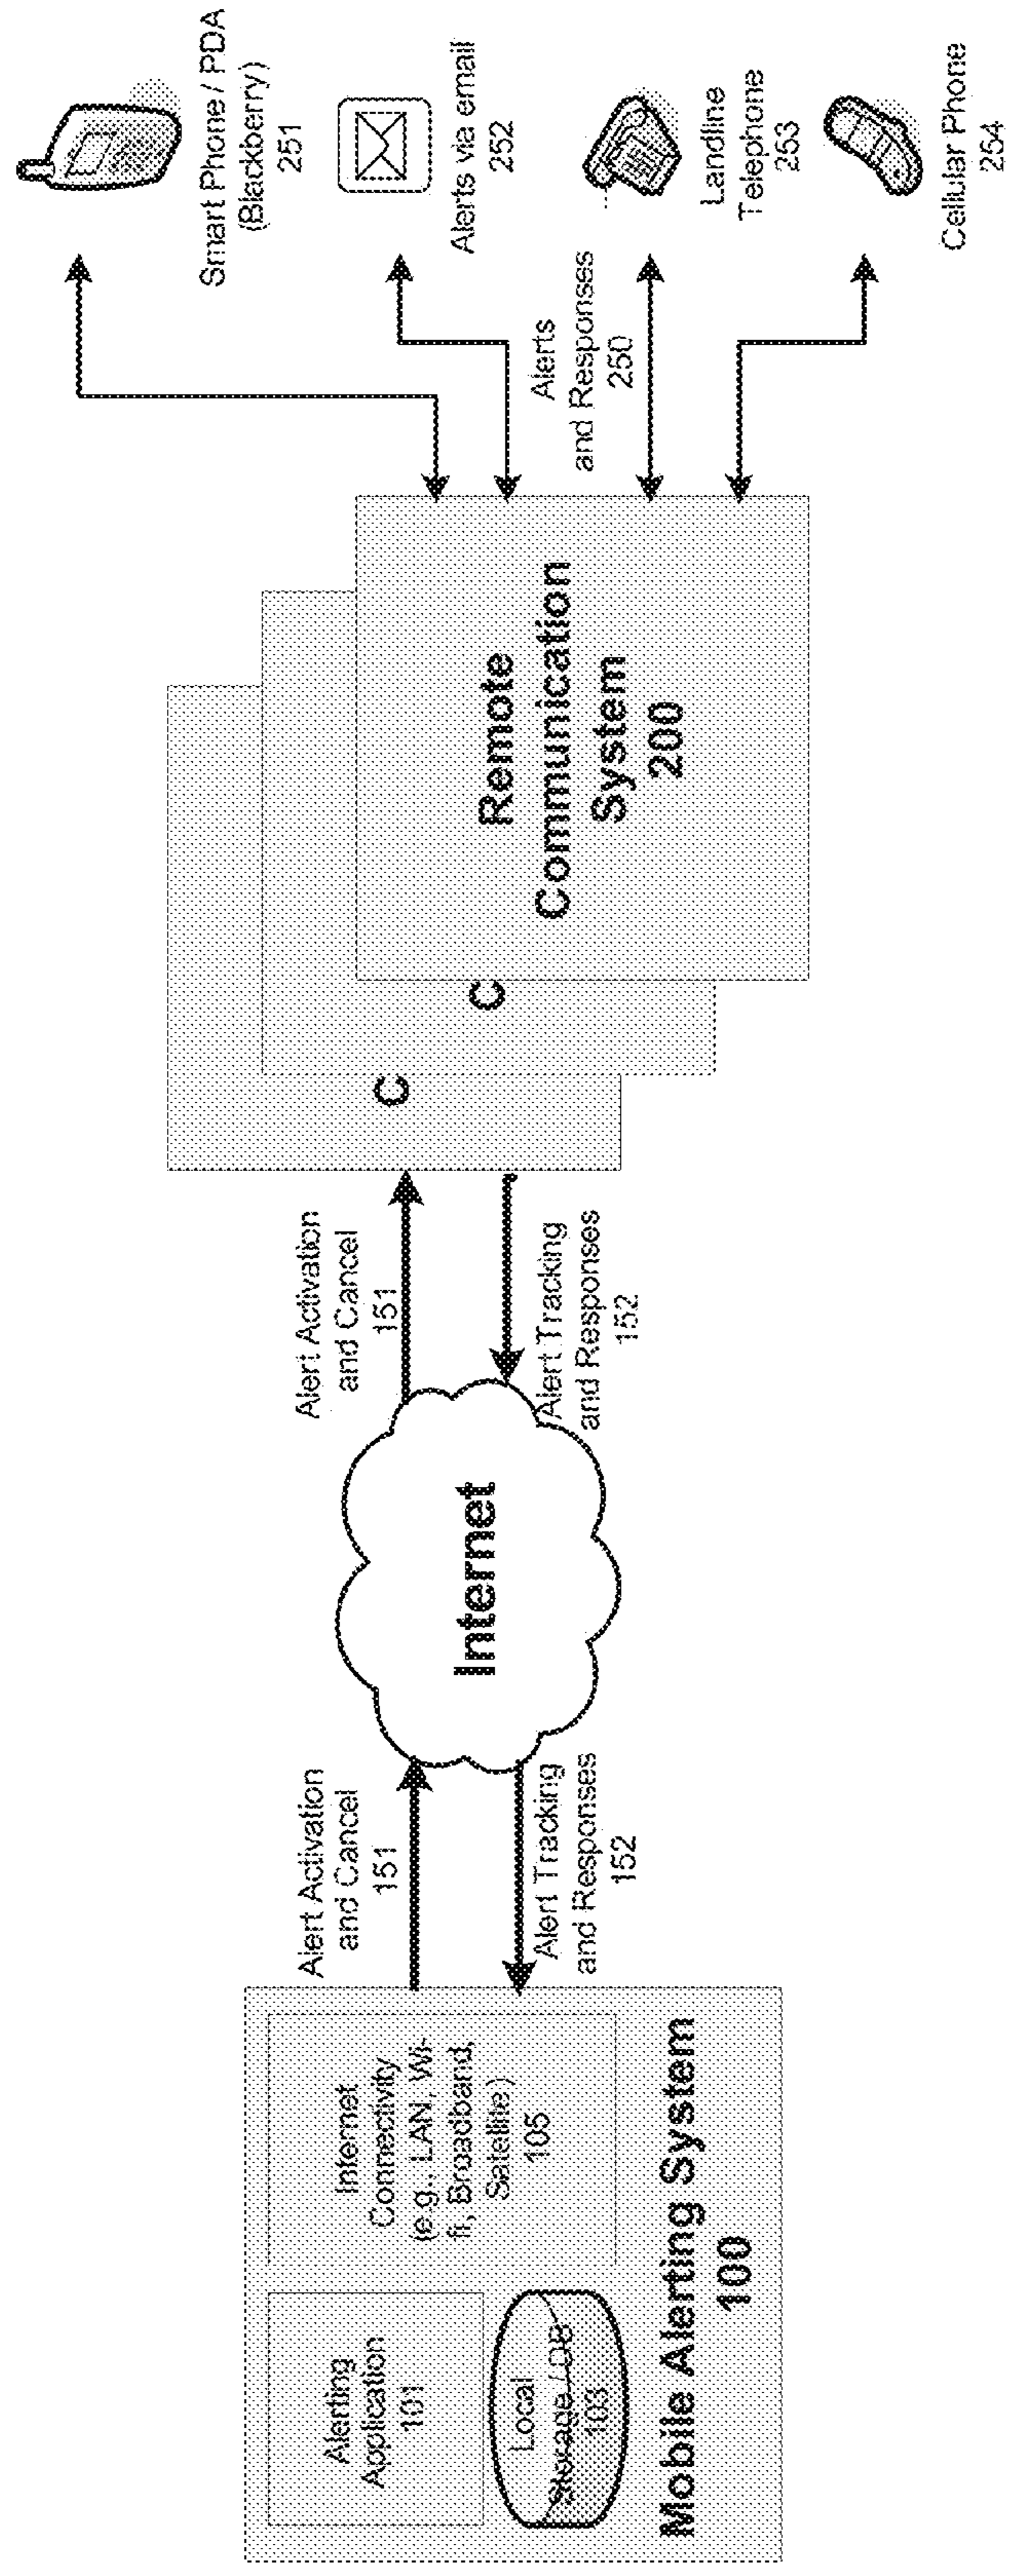 Alerting
Application
101
Local
Storage / DB
103
Internet
Connectivity
(e.g., LAN, Wi-
fi, Broadband,
Satellite)
105
Mobile Alerting System
100
Alert Activation
and Cancel
151
Alert Tracking
and Responses
152
Internet
Alert Activation
and Cancel
151
Alert Tracking
and Responses
152
C
C
Remote
Communication
System
200
Alerts
and Responses
250
Smart Phone / PDA
(Blackberry)
251
Alerts via email
252
Landline
Telephone
253
Cellular Phone
254